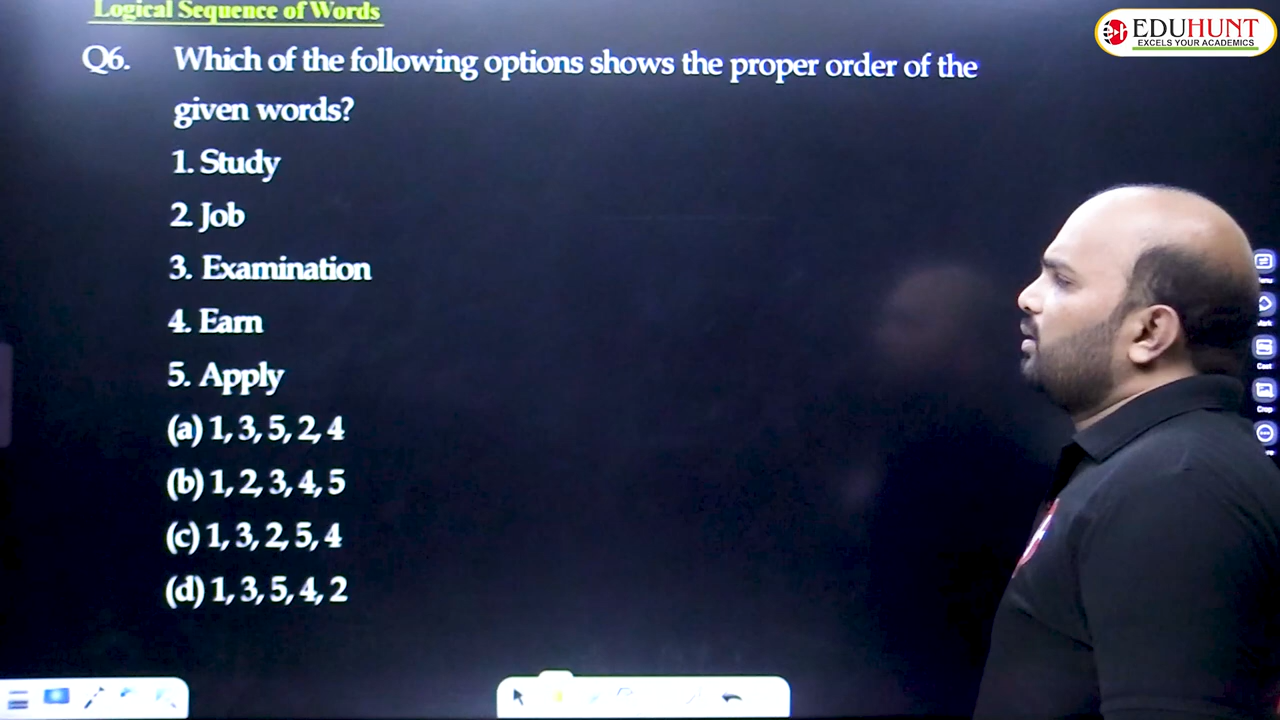 Logical Sequence of Words
EDUHUNT
EXCELS YOUR ACADEMICS
Q6. Which of the following options shows the proper order of the
given words?
1. Study
2. Job
3. Examination
4. Earn
5. Apply
(a) 1, 3, 5, 2, 4
(b) 1, 2, 3, 4, 5
(c) 1, 3, 2, 5, 4
(d) 1, 3, 5, 4, 2
Cast
Crop